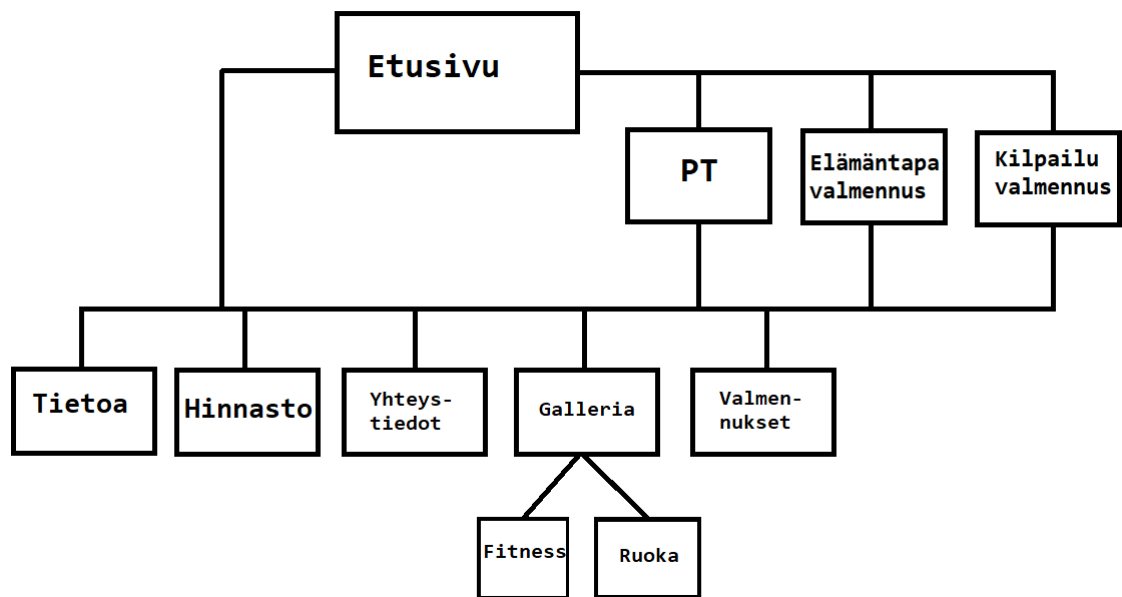 Etusivu
PT
Elämäntapa
valmennus
Kilpailu
valmennus
Tietoa
Hinnasto
Yhteys-
tiedot
Galleria
Valmen-
nukset
Fitness
Ruoka